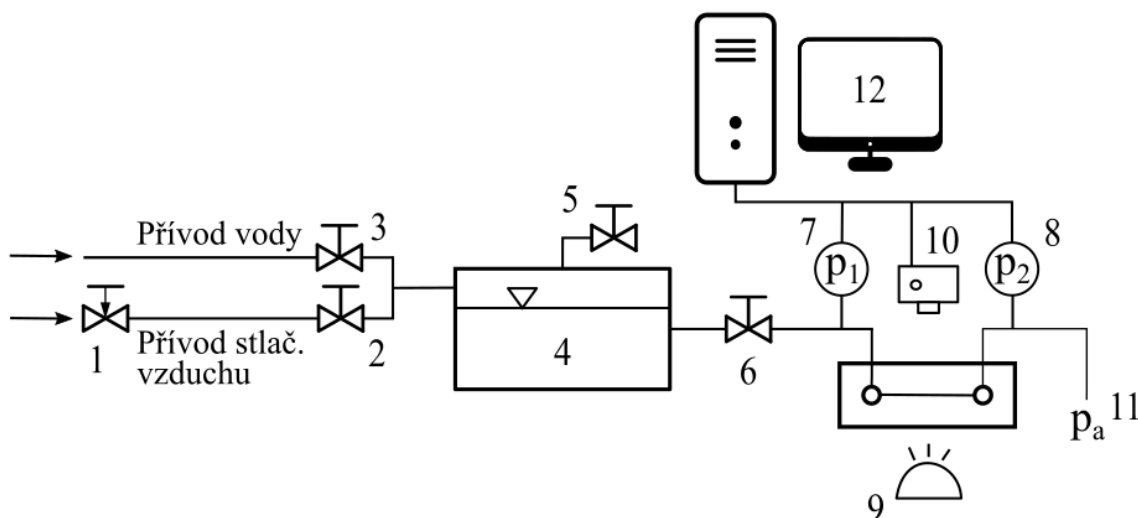 12
5
7
8
3
10
Přívod vody
p₁
p₂
4
1
Přívod stlač.
vzduchu
2
6
pₐ 11
9